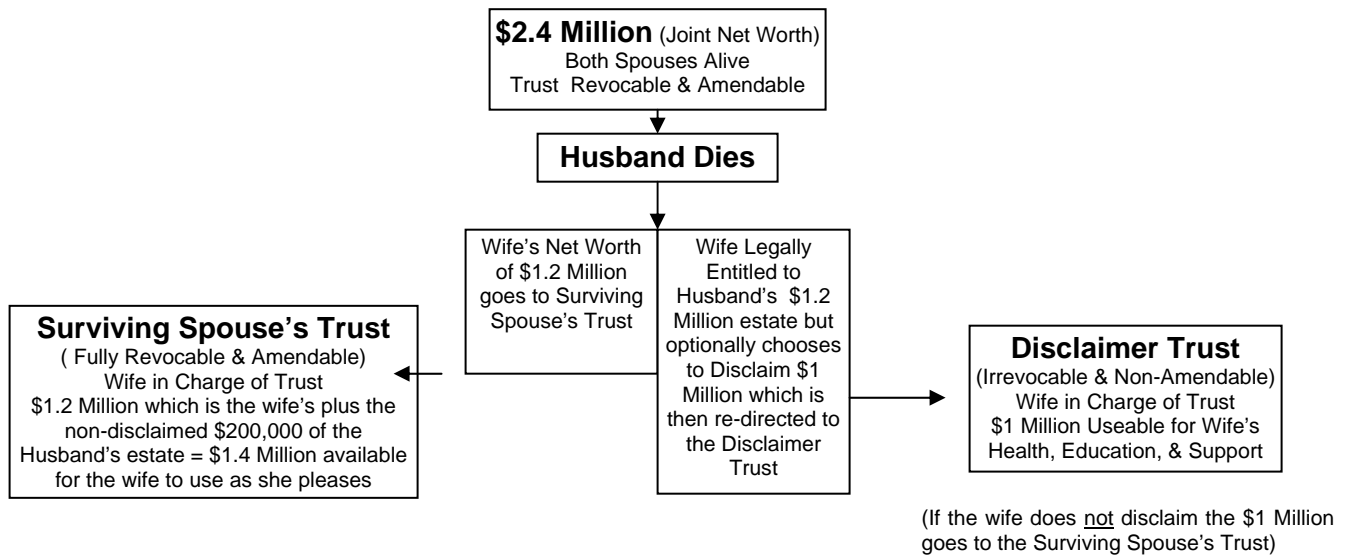 $2.4 Million (Joint Net Worth)
Both Spouses Alive
Trust Revocable & Amendable
Husband Dies
Wife's Net Worth
of $1.2 Million
goes to Surviving
Spouse's Trust
Wife Legally
Entitled to
Husband's $1.2
Million estate but
optionally chooses
to Disclaim $1
Million which is
then re-directed to
the Disclaimer
Trust
Surviving Spouse's Trust
( Fully Revocable & Amendable)
Wife in Charge of Trust
$1.2 Million which is the wife's plus the
non-disclaimed $200,000 of the
Husband's estate = $1.4 Million available
for the wife to use as she pleases
Disclaimer Trust
(Irrevocable & Non-Amendable)
Wife in Charge of Trust
$1 Million Useable for Wife's
Health, Education, & Support
(If the wife does not disclaim the $1 Million
goes to the Surviving Spouse's Trust)